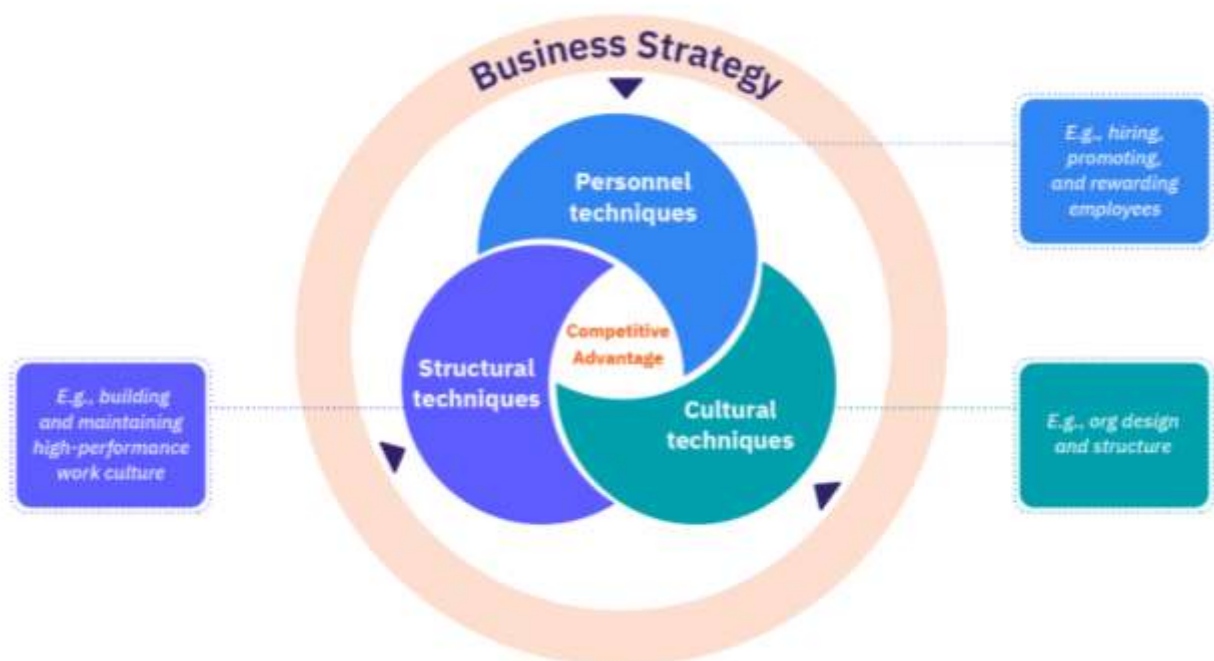 Business Strategy
Personnel
techniques
E.g., hiring,
promoting,
and rewarding
employees
Competitive
Advantage
Structural
techniques
E.g., building
and maintaining
high-performance
work culture
Cultural
techniques
E.g., org design
and structure